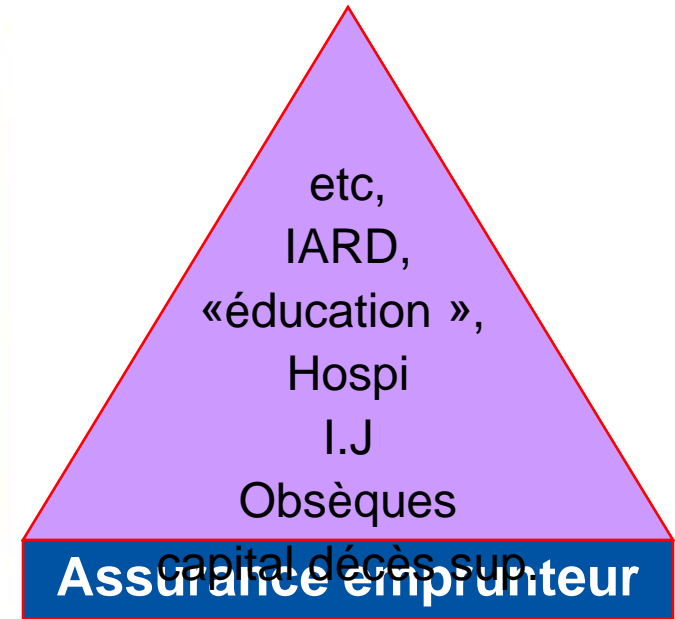 etc,
IARD,
«éducation »,
Hospi
I.J
Obsèques
capital décès sup.
Assurance emprunteur